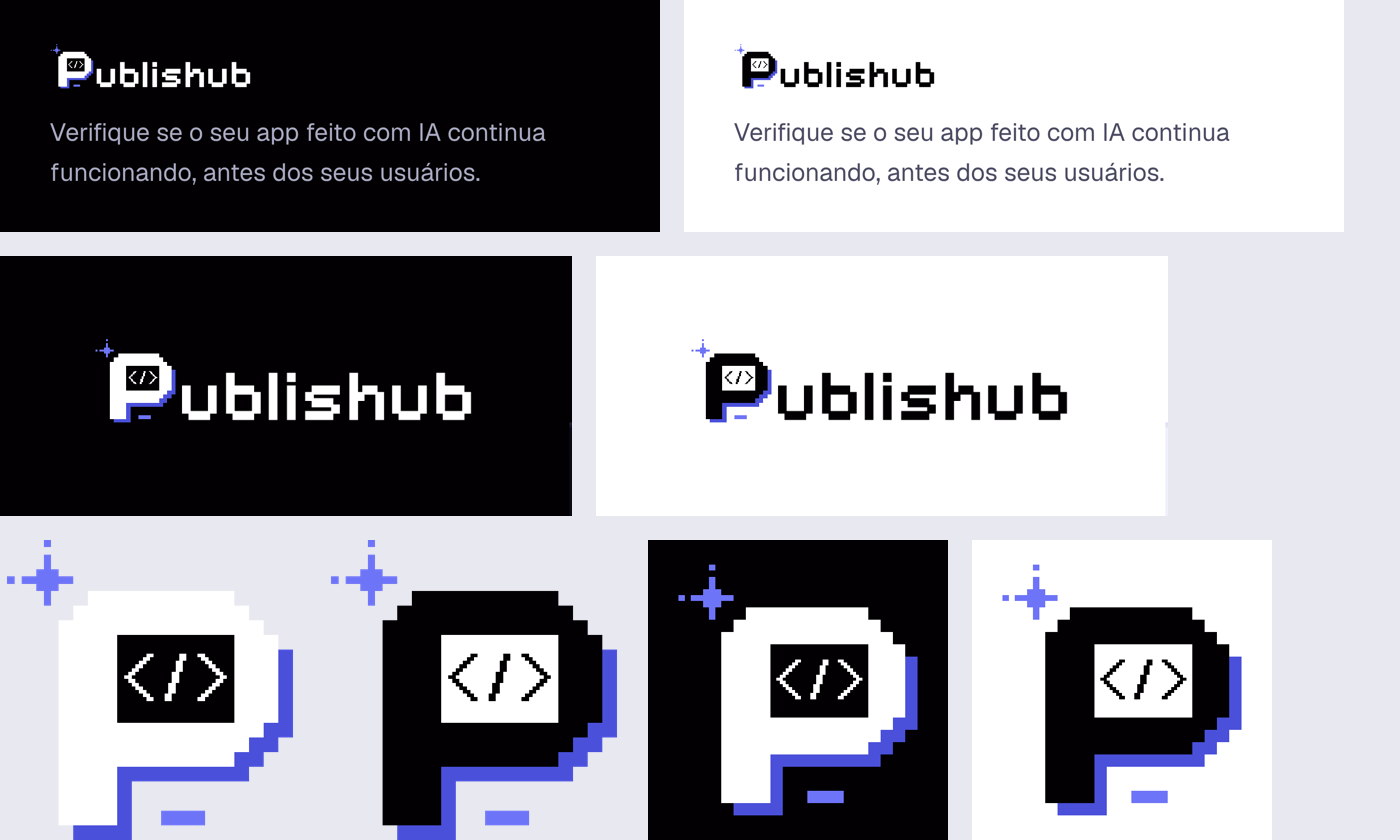 Publishub
Verifique se o seu app feito com IA continua
funcionando, antes dos seus usuários.
Publishub
Verifique se o seu app feito com IA continua
funcionando, antes dos seus usuários.
Publishub
Publishub
P
</>
P
</>
P
</>
P
</>